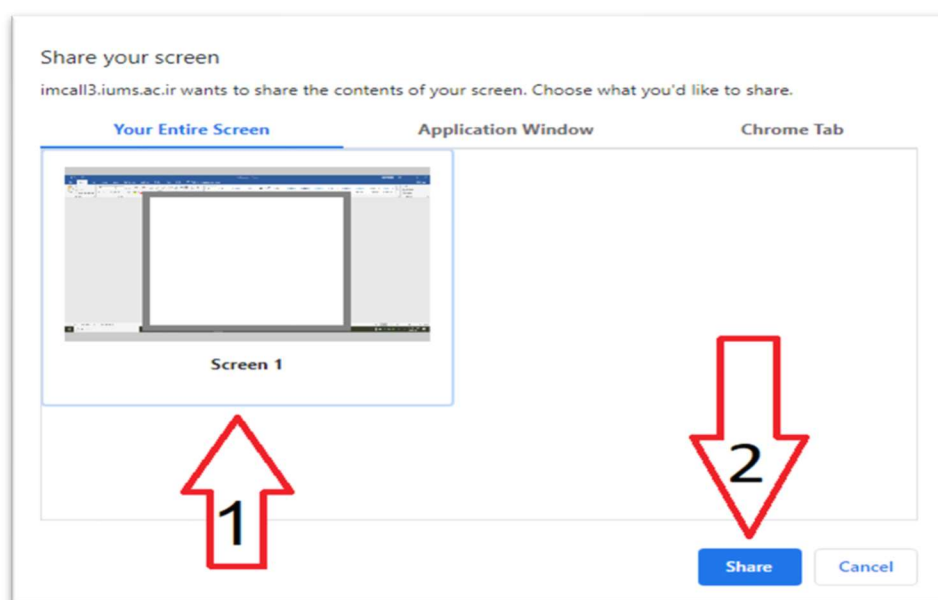 Share your screen
imcall3.iums.ac.ir wants to share the contents of your screen. Choose what you'd like to share.
Your Entire Screen Application Window Chrome Tab
Screen 1
1
2
Share Cancel